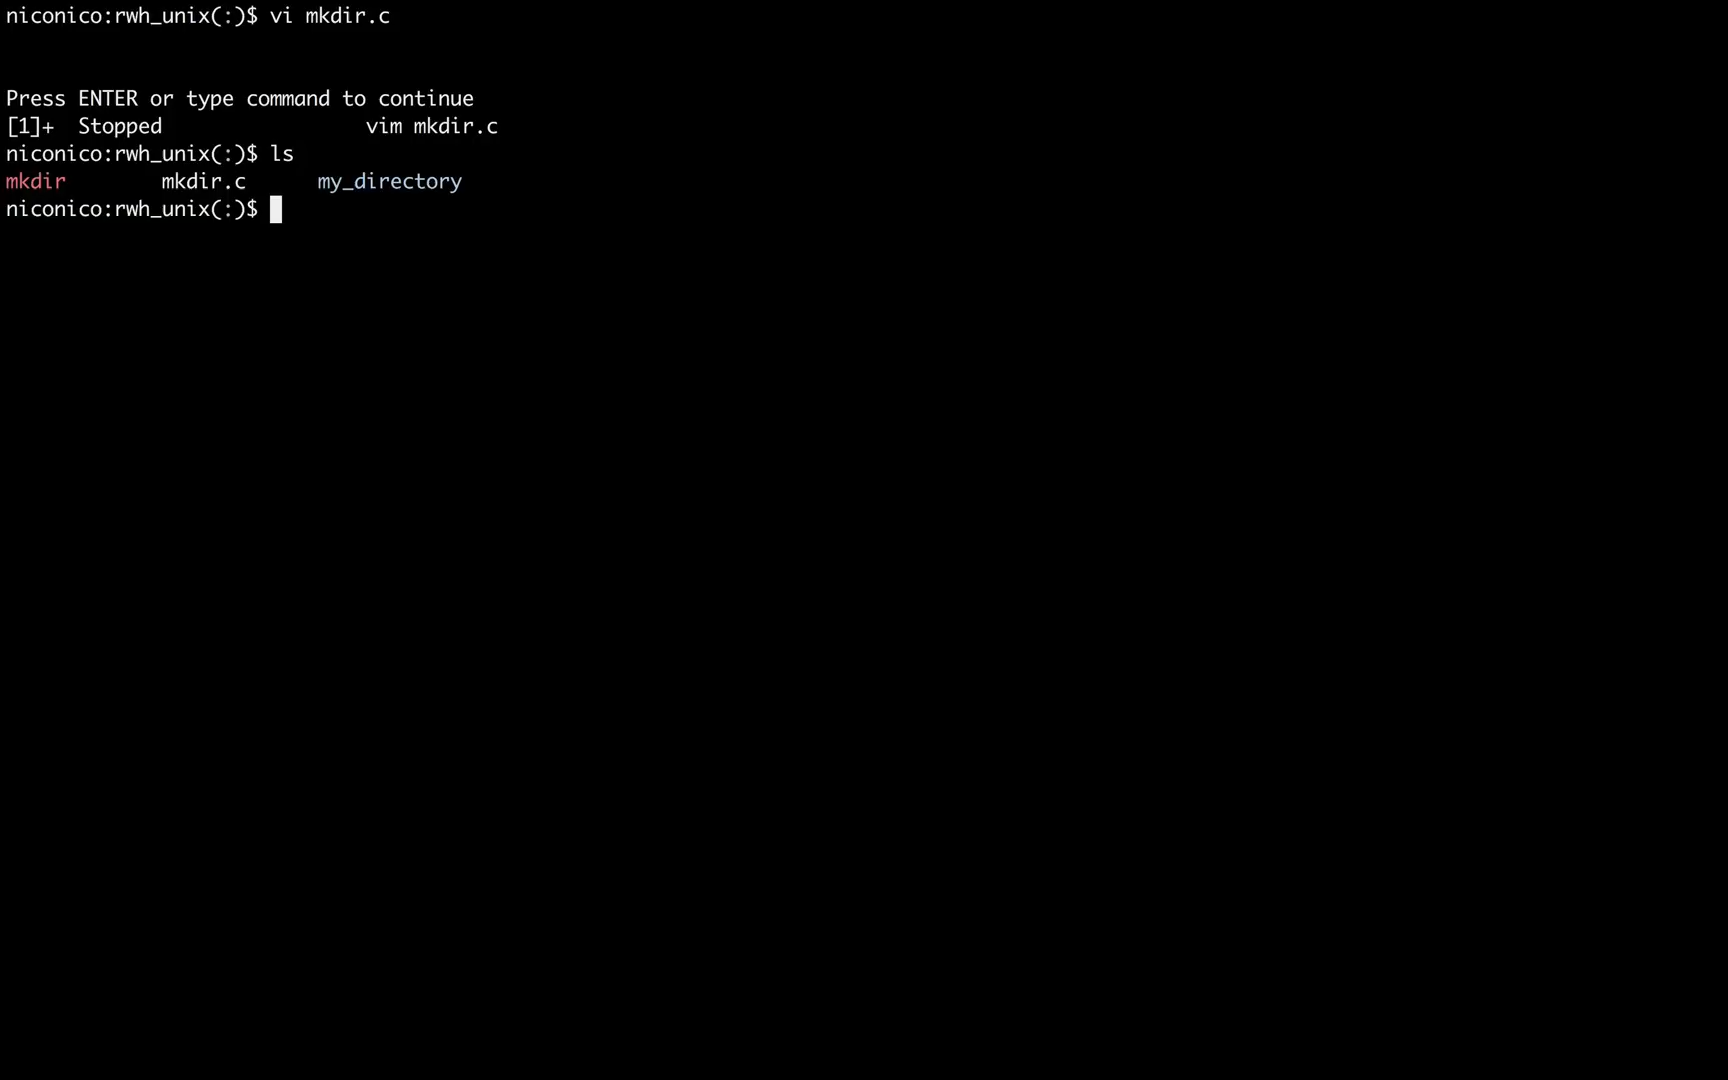 niconico:rwh_unix(:)$ vi mkdir.c
Press ENTER or type command to continue
[1]+  Stopped                 vim mkdir.c
niconico:rwh_unix(:)$ ls
mkdir        mkdir.c      my_directory
niconico:rwh_unix(:)$